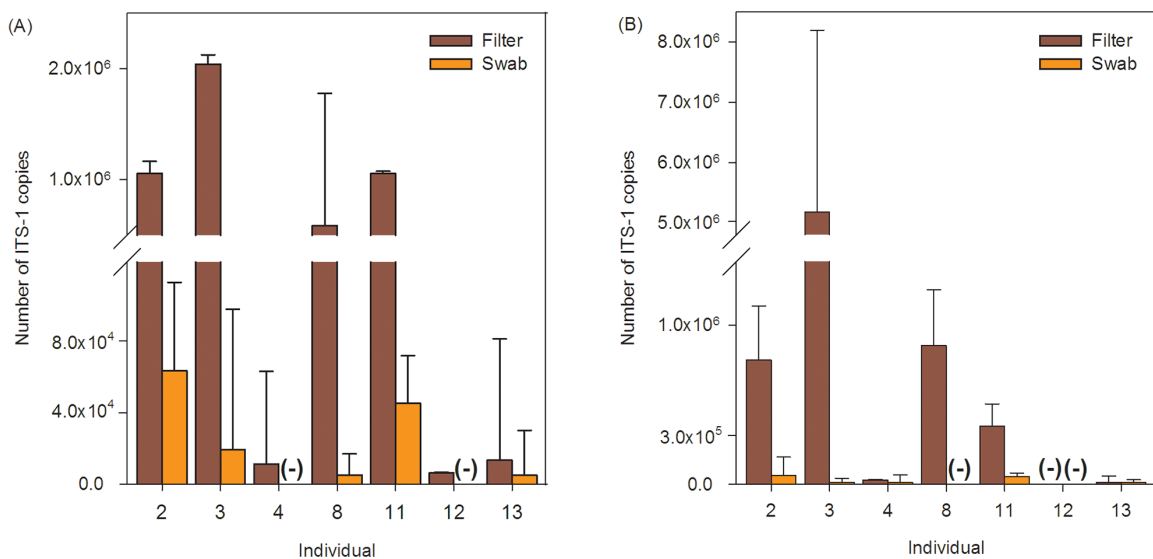 (A)
Number of ITS-1 copies
2.0x10⁶
1.0x10⁶
8.0x10⁴
4.0x10⁴
0.0
Filter
Swab
(-)
(-)
2 3 4 8 11 12 13
Individual
(B)
Number of ITS-1 copies
8.0x10⁶
7.0x10⁶
6.0x10⁶
5.0x10⁶
1.0x10⁶
3.0x10⁵
0.0
Filter
Swab
(-)
(-) (-)
2 3 4 8 11 12 13
Individual